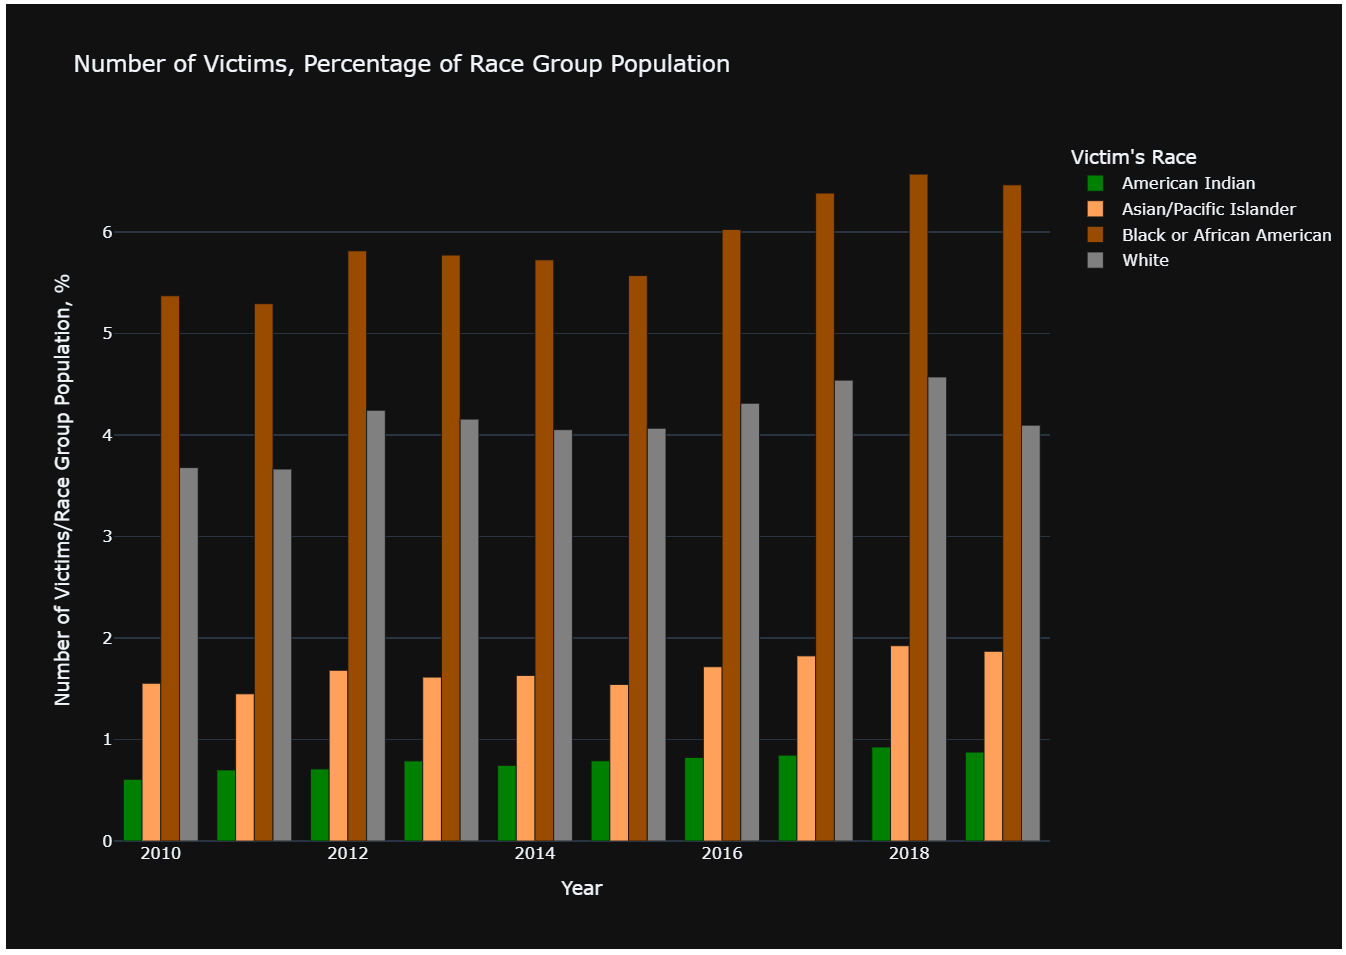 Number of Victims, Percentage of Race Group Population
Victim's Race
American Indian
Asian/Pacific Islander
Black or African American
White
Number of Victims/Race Group Population, %
6
5
4
3
2
1
0
2010
2012
2014
2016
2018
Year